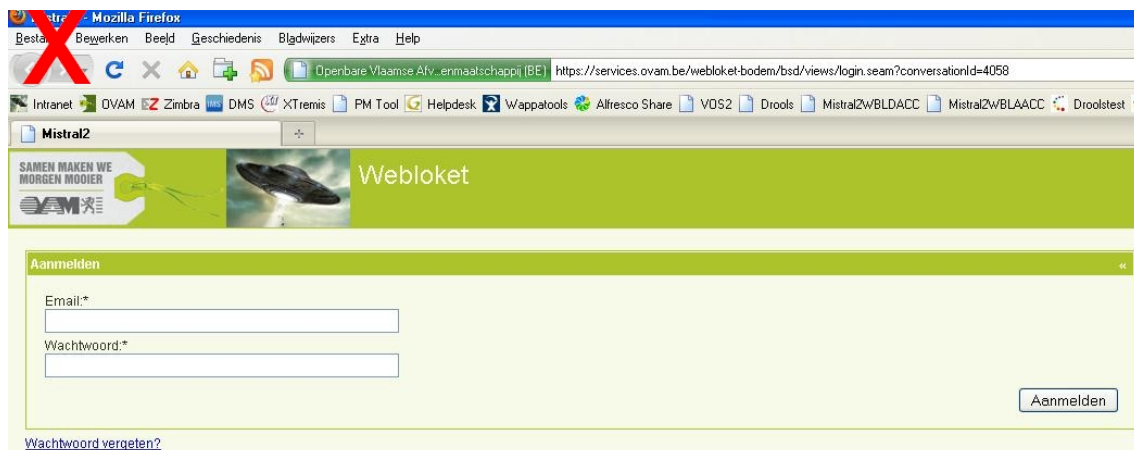 Mistral2 - Mozilla Firefox
Bestand Bewerken Beeld Geschiedenis Bladwijzers Extra Help
Openbare Vlaamse Afv...enmaatschappij (BE) https://services.ovam.be/webloket-bodem/bsd/views/login.seam?conversationId=4058
Intranet OVAM Zimbra DMS XTremis PM Tool Helpdesk Wappatools Alfresco Share VOS2 Drools Mistral2WBLDACC Mistral2WBLAACC Droolstest
Mistral2
SAMEN MAKEN WE
MORGEN MOOIER
OVAM
Webloket
Aanmelden
Email:*
Wachtwoord:*
Aanmelden
Wachtwoord vergeten?